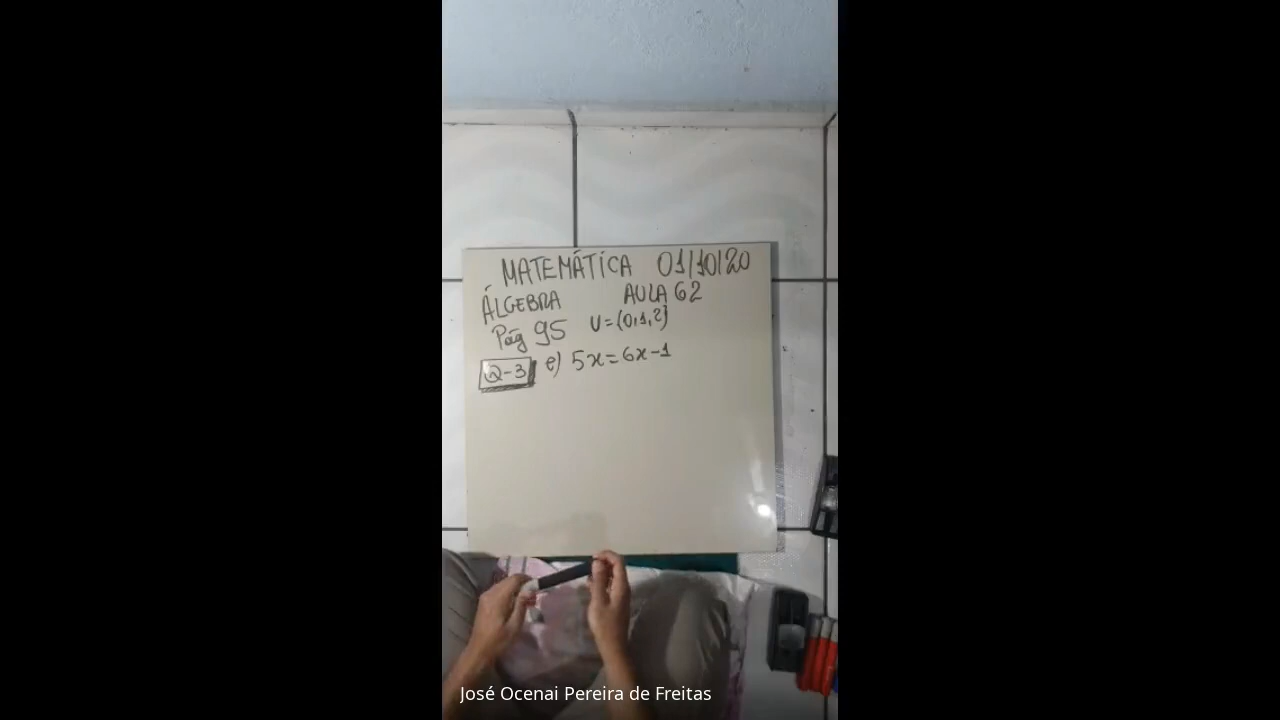 MATEMÁTICA 01/10/20
ÁLGEBRA AULA 62
Pág 95 U={0,1,2}
Q-3 e) 5x=6x-1
José Ocenai Pereira de Freitas